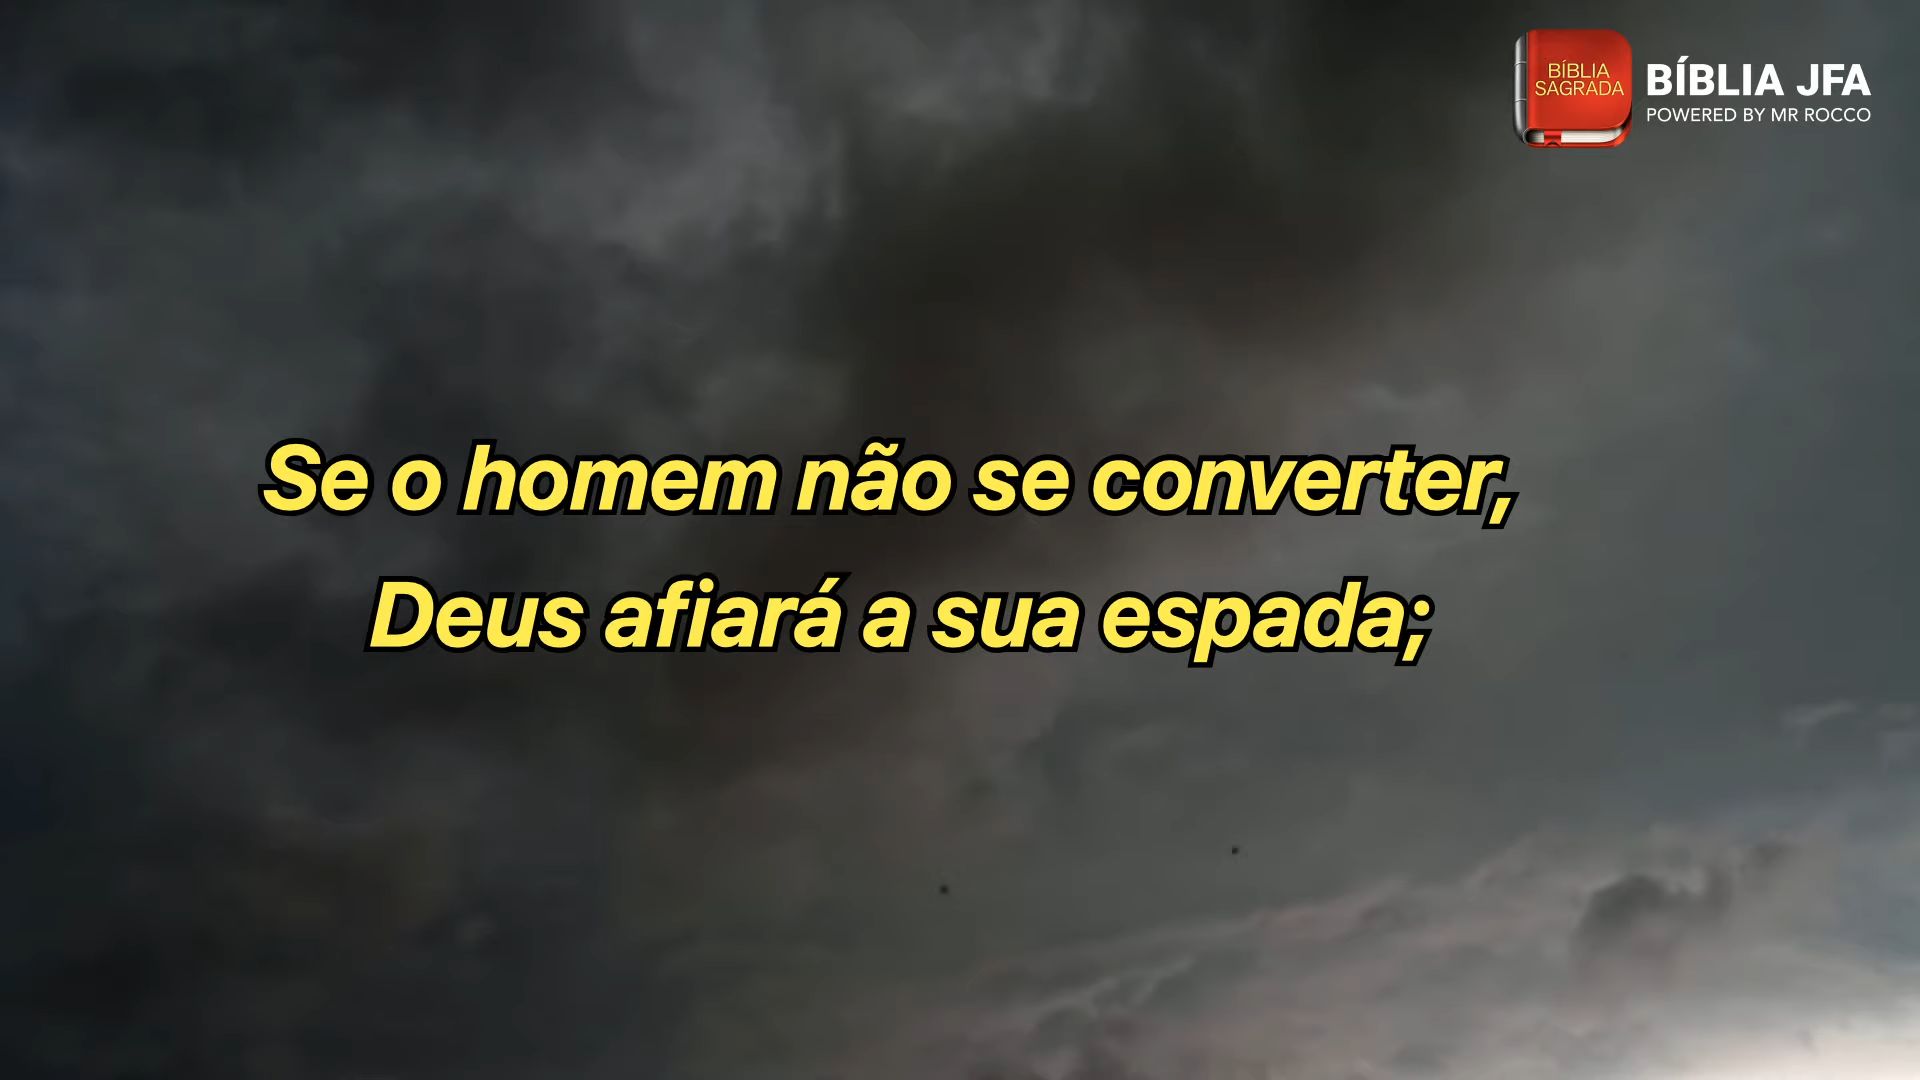 BÍBLIA
SAGRADA
BÍBLIA JFA
POWERED BY MR ROCCO
Se o homem não se converter,
Deus afiará a sua espada;